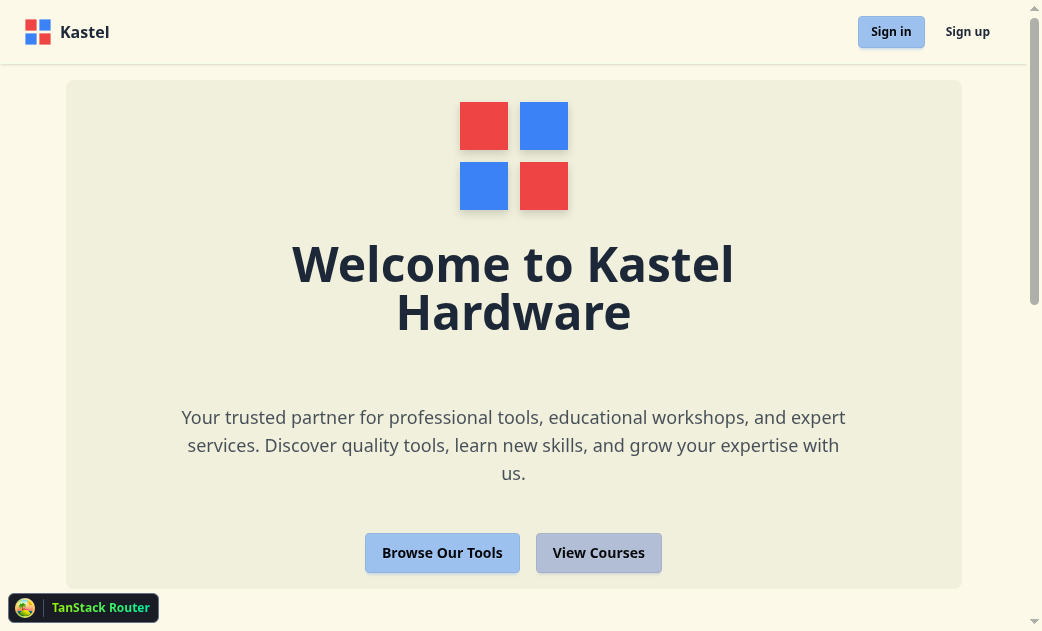 Kastel
Sign in
Sign up
Welcome to Kastel
Hardware
Your trusted partner for professional tools, educational workshops, and expert
services. Discover quality tools, learn new skills, and grow your expertise with
us.
Browse Our Tools
View Courses
TanStack Router